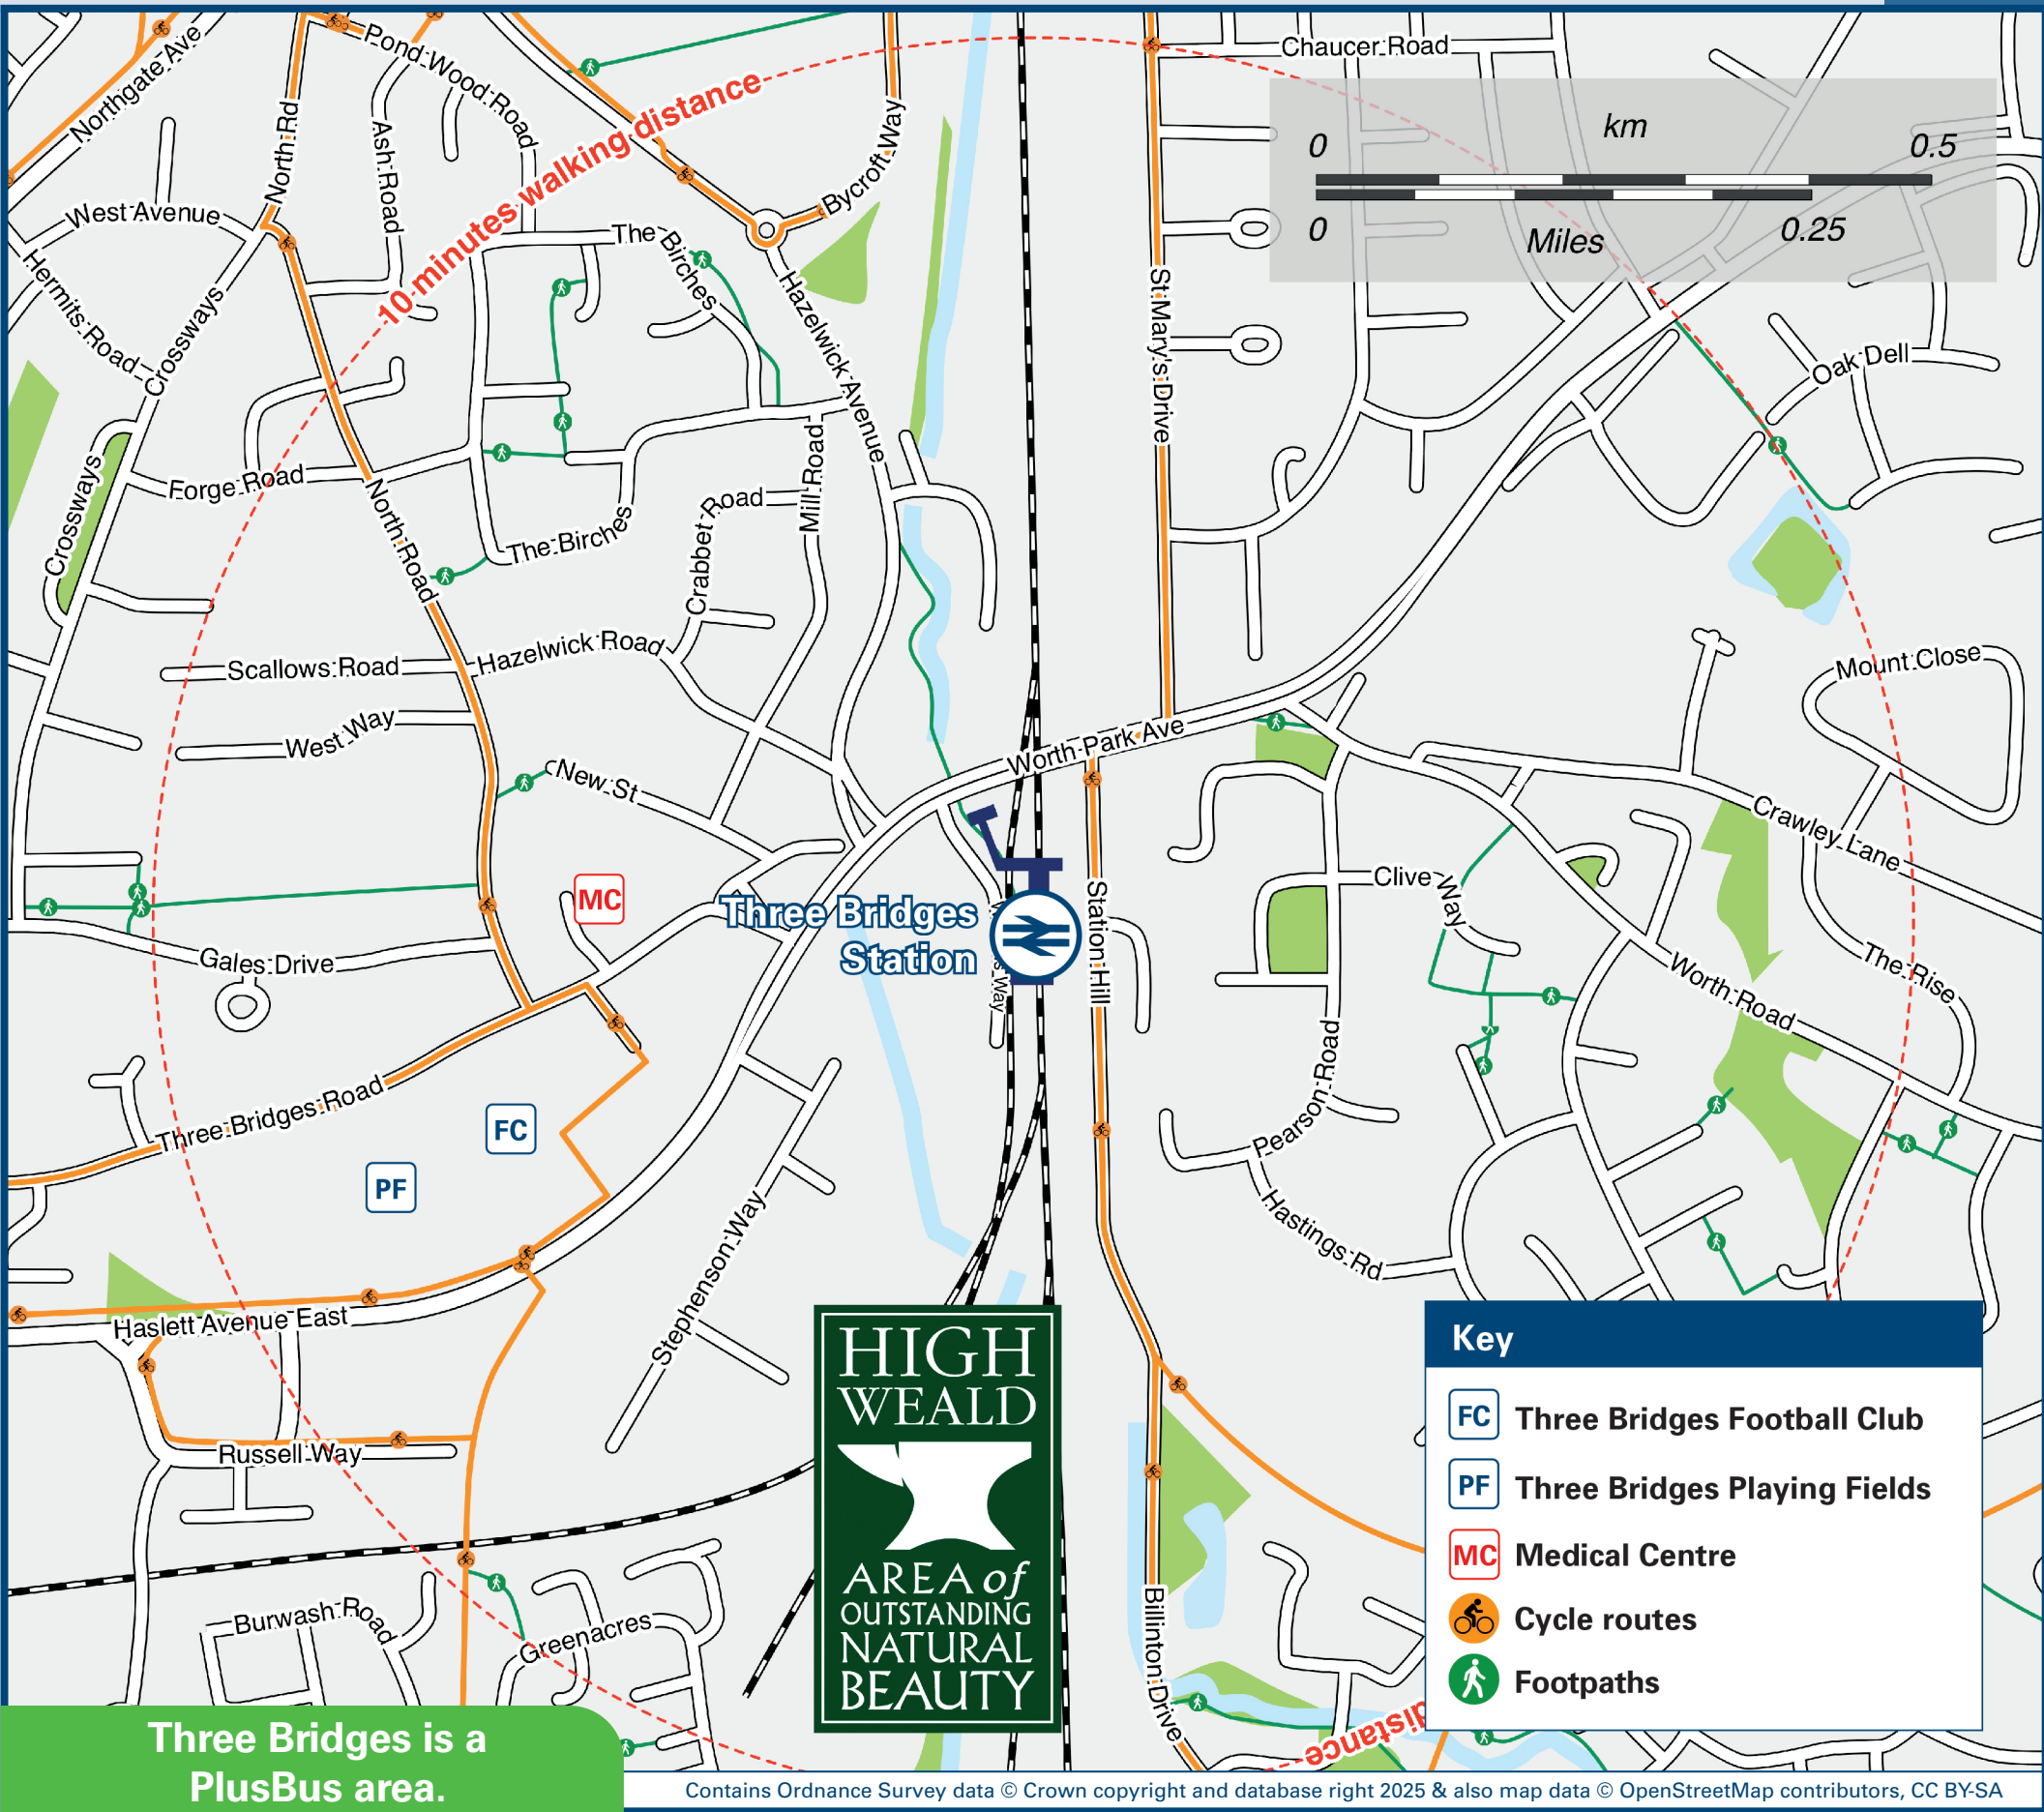 Northgate Ave
North Rd
Pond Wood Road
Ash Road
West Avenue
Hermits Road
Crossways
10 minutes walking distance
Bycroft Way
The Birches
Hazelwick Avenue
Chaucer Road
km
0
0.5
0
Miles
0.25
St Mary's Drive
Oak Dell
Crossways
Forge Road
North Road
The Birches
Crabbet Road
Mill Road
Scallows Road
Hazelwick Road
West Way
New St
Worth Park Ave
Mount Close
Crawley Lane
Clive Way
MC
Three Bridges
Station
Station Hill
Gales Drive
The Rise
Worth Road
Pearson Road
Three Bridges Road
FC
PF
Hastings Rd
Stephenson Way
Haslett Avenue East
Russell Way
Burwash Road
Greenacres
Billinton Drive
distance
Way
HIGH
WEALD
AREA of
OUTSTANDING
NATURAL
BEAUTY
Key
FC Three Bridges Football Club
PF Three Bridges Playing Fields
MC Medical Centre
Cycle routes
Footpaths
Three Bridges is a
PlusBus area.
Contains Ordnance Survey data © Crown copyright and database right 2025 & also map data © OpenStreetMap contributors, CC BY-SA